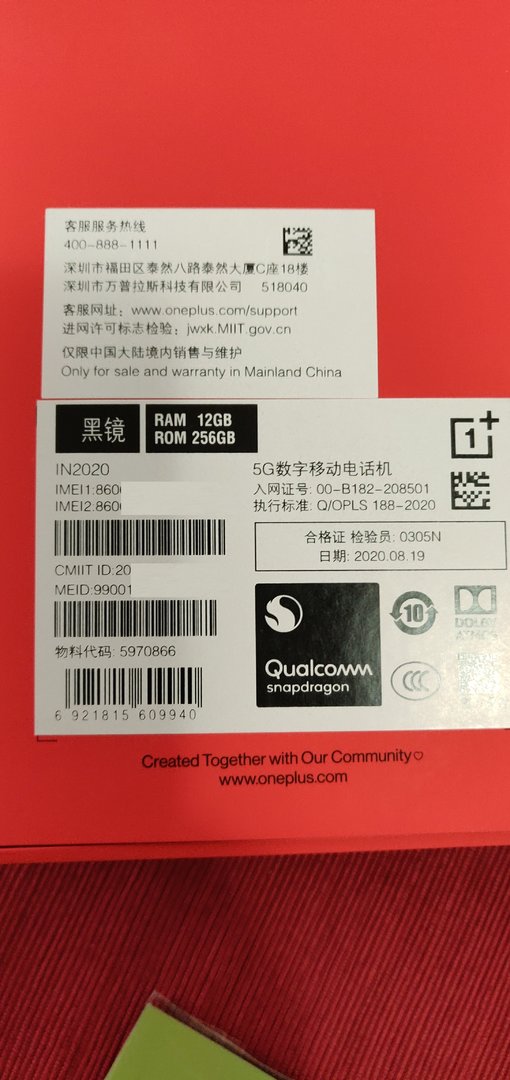 客服服务热线
400-888-1111
深圳市福田区泰然八路泰然大厦C座18楼
深圳市万普拉斯科技有限公司 518040
客服网址：www.oneplus.com/support
进网许可标志检验：jwxk.MIIT.gov.cn
仅限中国大陆境内销售与维护
Only for sale and warranty in Mainland China
黑镜
RAM 12GB
ROM 256GB
1+
IN2020
IMEI1:860
IMEI2:860
CMIIT ID:20
MEID:99001
物料代码: 5970866
6 921815 609940
5G数字移动电话机
入网证号: 00-B182-208501
执行标准: Q/OPLS 188-2020
合格证 检验员: 0305N
日期: 2020.08.19
Qualcomm
snapdragon
10
CCC
DOLBY
ATMOS
Created Together with Our Community♡
www.oneplus.com